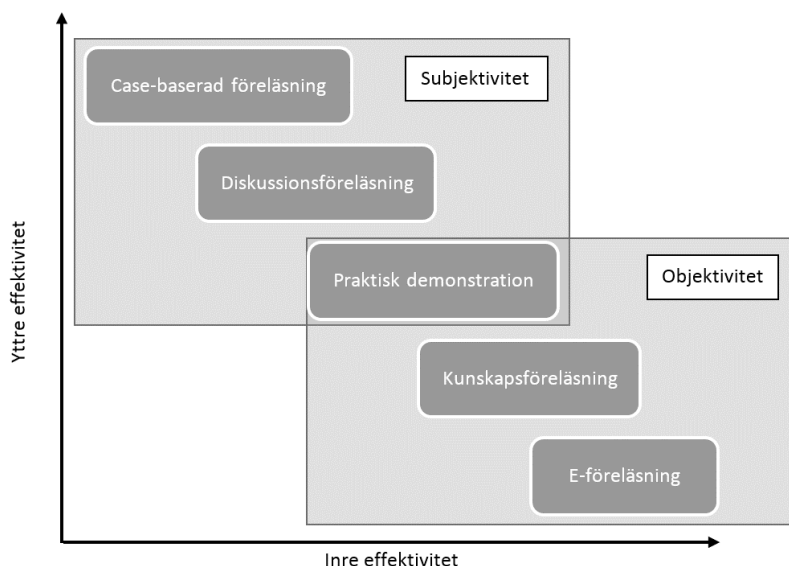 Case-baserad föreläsning
Subjektivitet
Diskussionsföreläsning
Praktisk demonstration
Objektivitet
Yttre effektivitet
Kunskapsföreläsning
E-föreläsning
Inre effektivitet